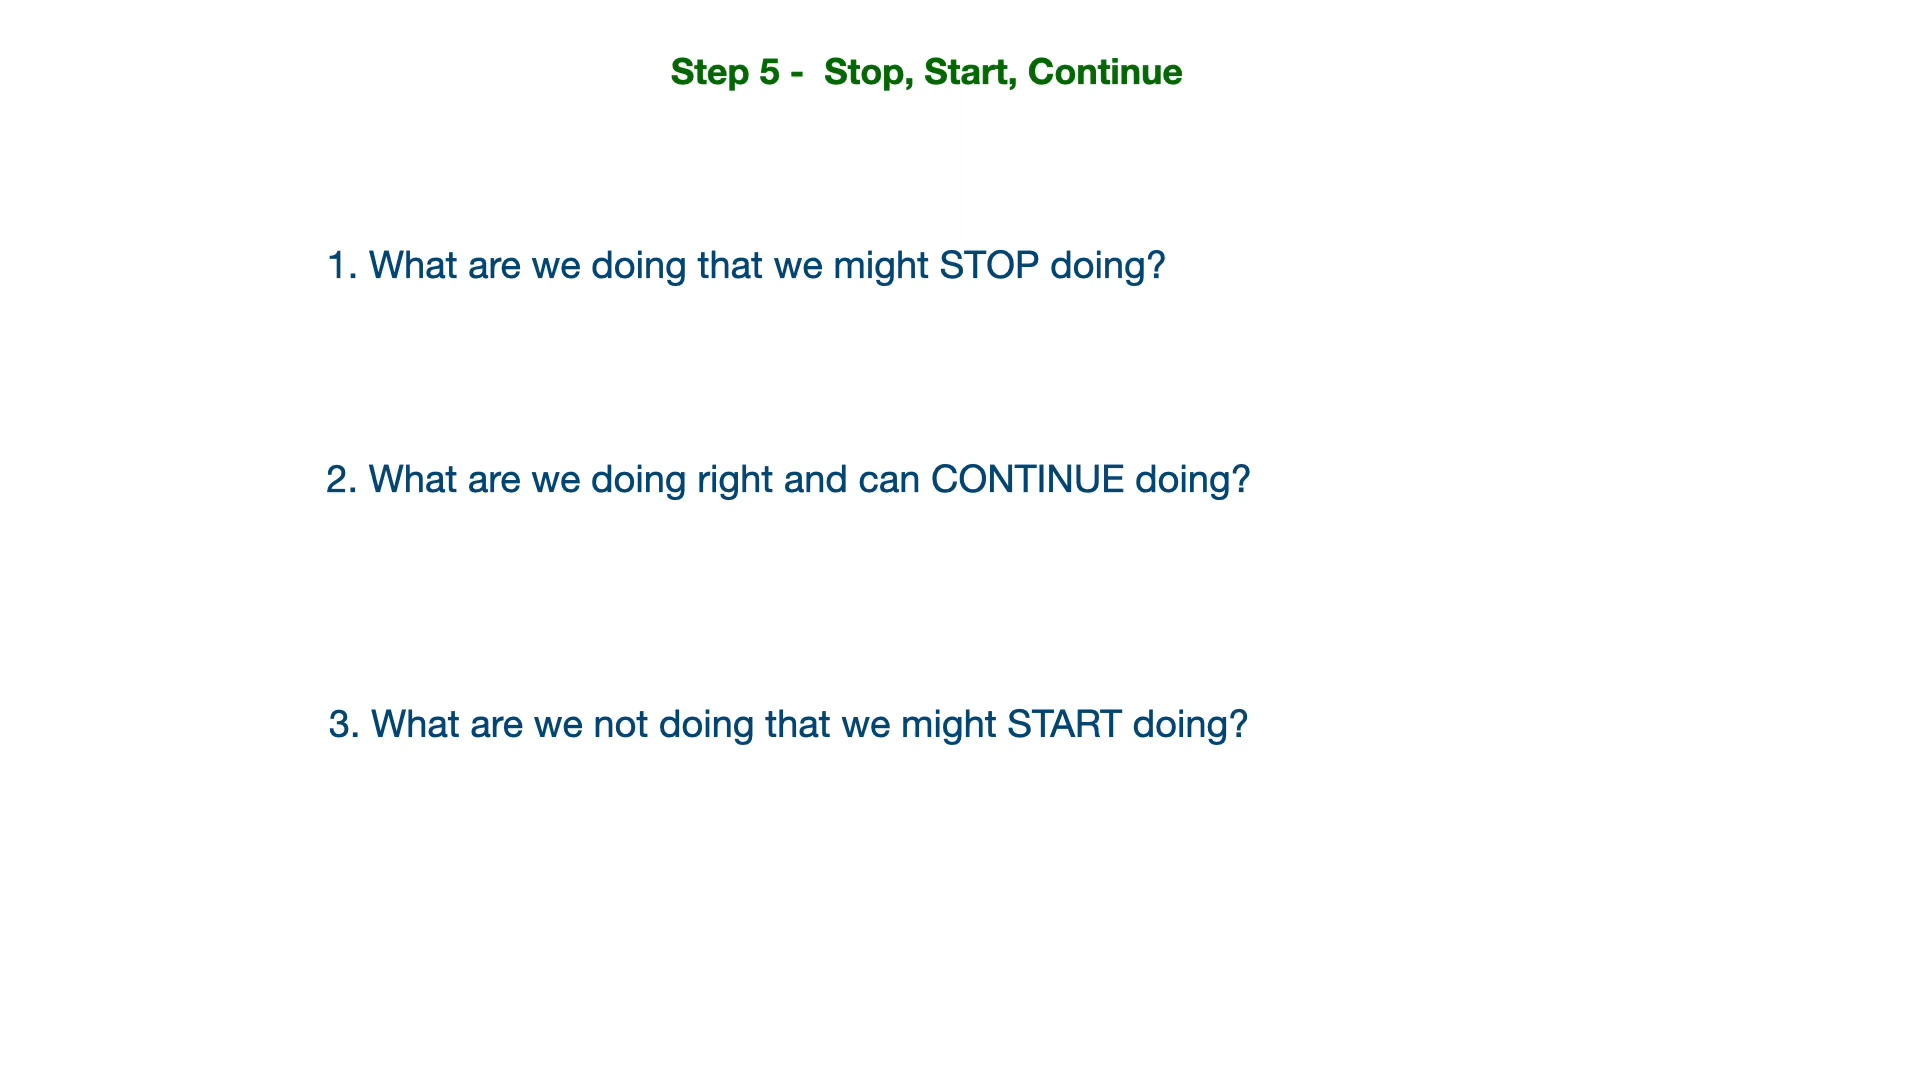 Step 5 -  Stop, Start, Continue
1. What are we doing that we might STOP doing?
2. What are we doing right and can CONTINUE doing?
3. What are we not doing that we might START doing?